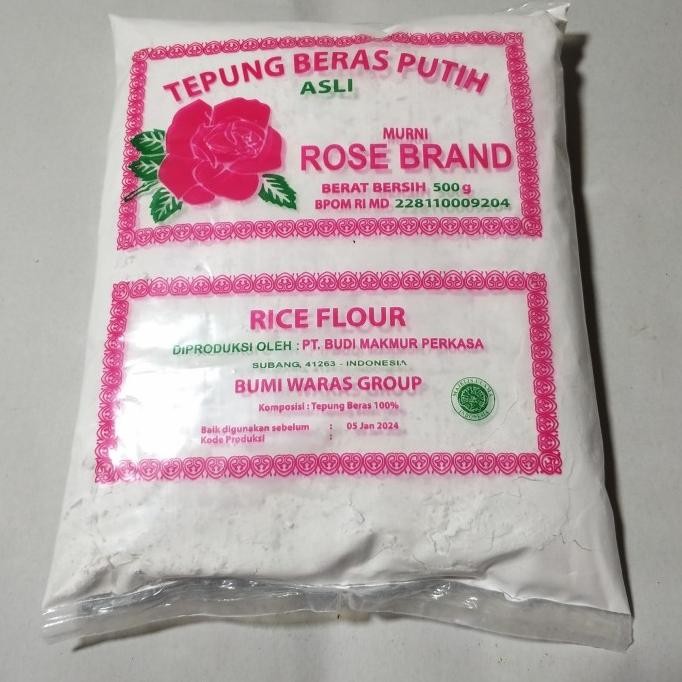 TEPUNG BERAS PUTIH
ASLI
MURNI
ROSE BRAND
BERAT BERSIH 500 g
BPOM RI MD 228110009204
RICE FLOUR
DIPRODUKSI OLEH : PT. BUDI MAKMUR PERKASA
SUBANG, 41263 - INDONESIA
BUMI WARAS GROUP
Komposisi : Tepung Beras 100%
Baik digunakan sebelum : 05 Jan 2024
Kode Produksi :
INDONESIA